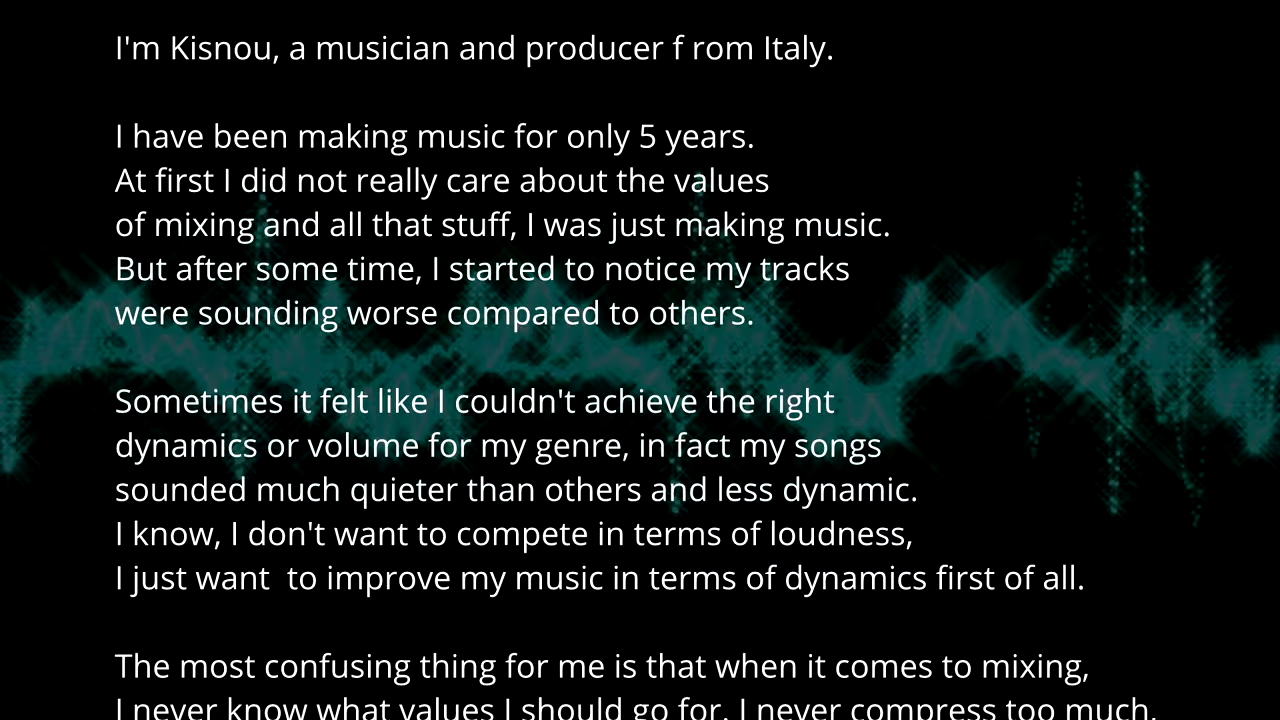 I'm Kisnou, a musician and producer f rom Italy.
I have been making music for only 5 years.
At first I did not really care about the values
of mixing and all that stuff, I was just making music.
But after some time, I started to notice my tracks
were sounding worse compared to others.
Sometimes it felt like I couldn't achieve the right
dynamics or volume for my genre, in fact my songs
sounded much quieter than others and less dynamic.
I know, I don't want to compete in terms of loudness,
I just want  to improve my music in terms of dynamics first of all.
The most confusing thing for me is that when it comes to mixing,
I never know what values I should go for. I never compress too much,